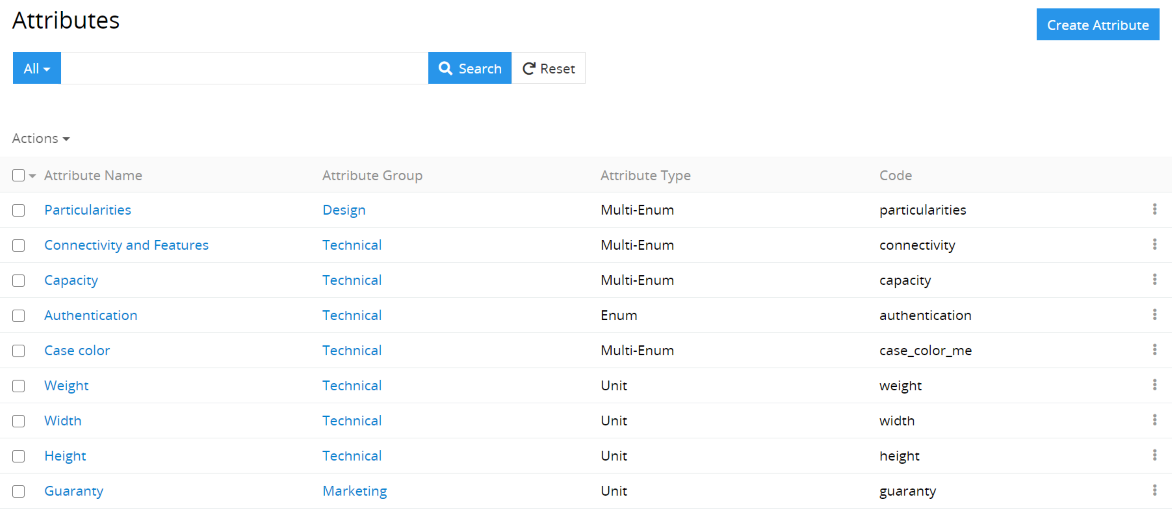 Attributes
Create Attribute
All Search Reset
Actions
Attribute Name Attribute Group Attribute Type Code
Particularities Design Multi-Enum particularities
Connectivity and Features Technical Multi-Enum connectivity
Capacity Technical Multi-Enum capacity
Authentication Technical Enum authentication
Case color Technical Multi-Enum case_color_me
Weight Technical Unit weight
Width Technical Unit width
Height Technical Unit height
Guaranty Marketing Unit guaranty